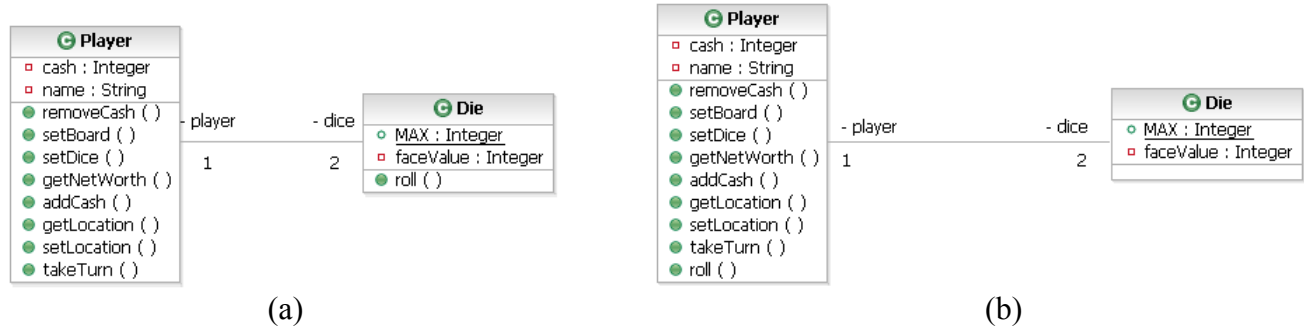 Player
cash : Integer
name : String
removeCash ( )
setBoard ( )
setDice ( )
getNetWorth ( )
addCash ( )
getLocation ( )
setLocation ( )
takeTurn ( )
- player
1
- dice
2
Die
MAX : Integer
faceValue : Integer
roll ( )
(a)
Player
cash : Integer
name : String
removeCash ( )
setBoard ( )
setDice ( )
getNetWorth ( )
addCash ( )
getLocation ( )
setLocation ( )
takeTurn ( )
roll ( )
- player
1
- dice
2
Die
MAX : Integer
faceValue : Integer
(b)